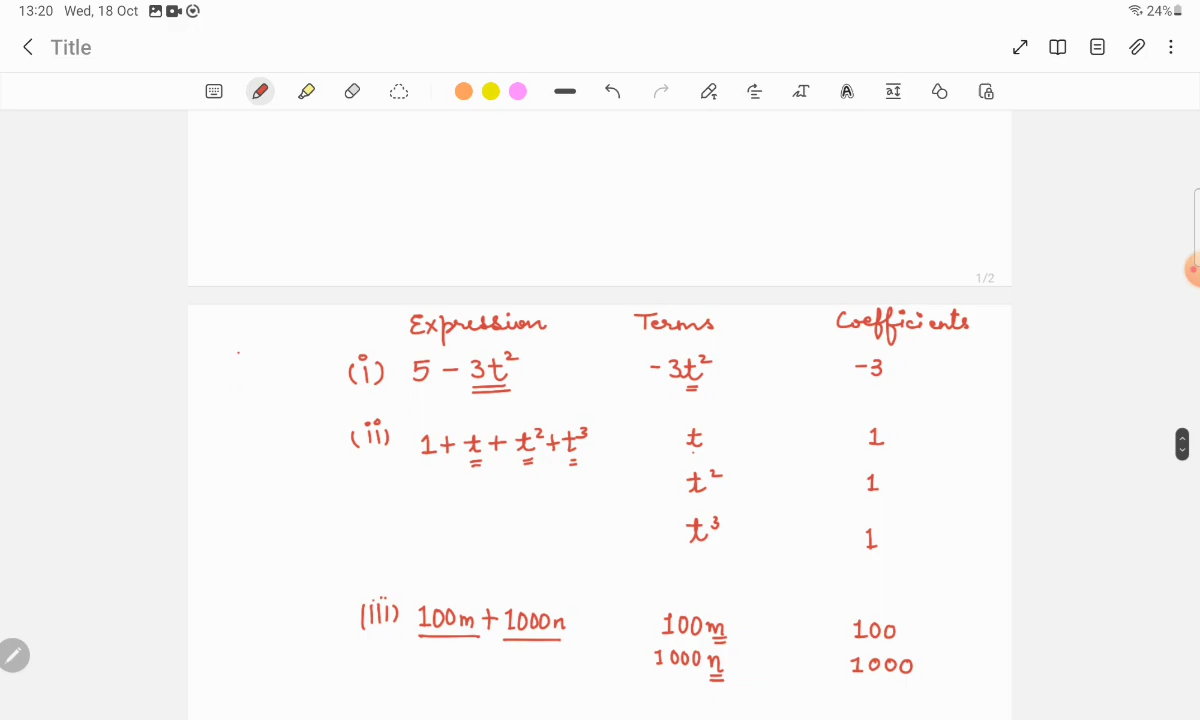 13:20 Wed, 18 Oct 24%
Title
1/2
Expression Terms Coefficients
(i) 5 - 3t² - 3t² -3
(ii) 1 + t + t² + t³ t 1
t² 1
t³ 1
(iii) 100m + 1000n 100m 100
1000n 1000